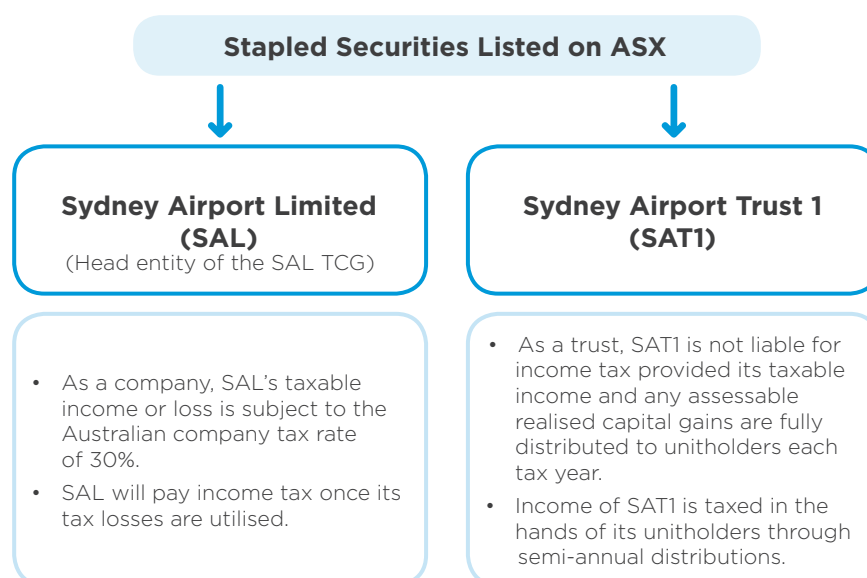 Stapled Securities Listed on ASX
Sydney Airport Limited
(SAL)
(Head entity of the SAL TCG)
Sydney Airport Trust 1
(SAT1)
• As a company, SAL’s taxable
income or loss is subject to the
Australian company tax rate
of 30%.
• SAL will pay income tax once its
tax losses are utilised.
• As a trust, SAT1 is not liable for
income tax provided its taxable
income and any assessable
realised capital gains are fully
distributed to unitholders each
tax year.
• Income of SAT1 is taxed in the
hands of its unitholders through
semi-annual distributions.